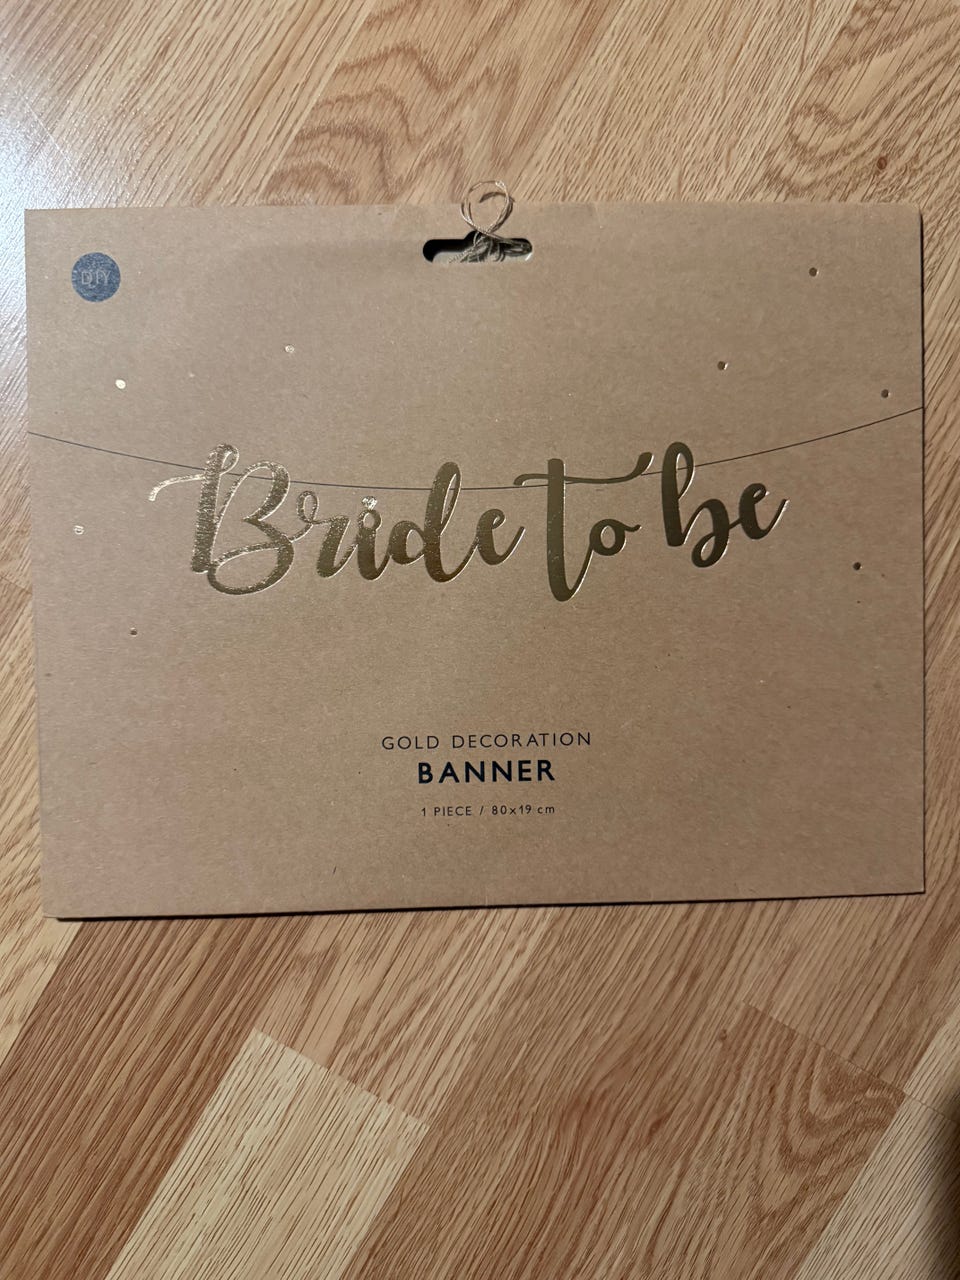 DIY
Bride to be
GOLD DECORATION
BANNER
1 PIECE / 80x19 cm